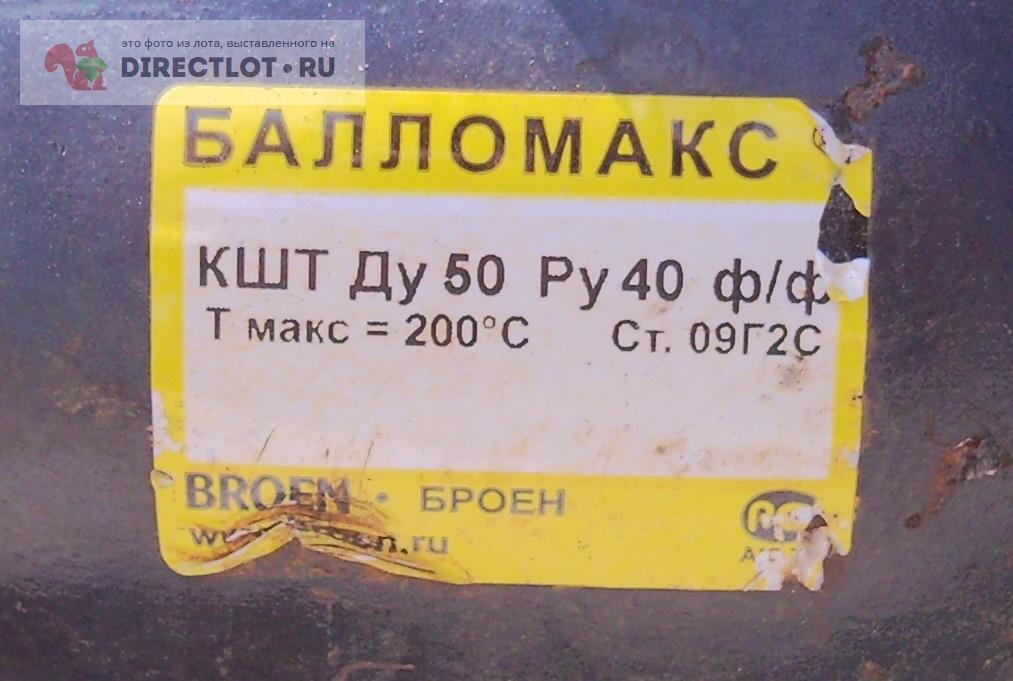 это фото из лота, выставленного на
DIRECTLOT.RU
БАЛЛОМАКС
КШТ Ду 50 Ру 40 ф/ф
Т макс = 200°С Ст. 09Г2С
BROEN • БРОЕН